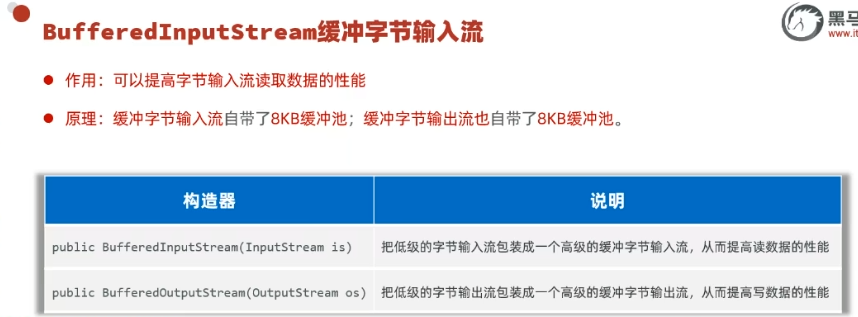 BufferedInputStream缓冲字节输入流
黑马
www.it
作用：可以提高字节输入流读取数据的性能
原理：缓冲字节输入流自带了8KB缓冲池；缓冲字节输出流也自带了8KB缓冲池。
构造器 说明
public BufferedInputStream(InputStream is) 把低级的字节输入流包装成一个高级的缓冲字节输入流，从而提高读数据的性能
public BufferedOutputStream(OutputStream os) 把低级的字节输出流包装成一个高级的缓冲字节输出流，从而提高写数据的性能